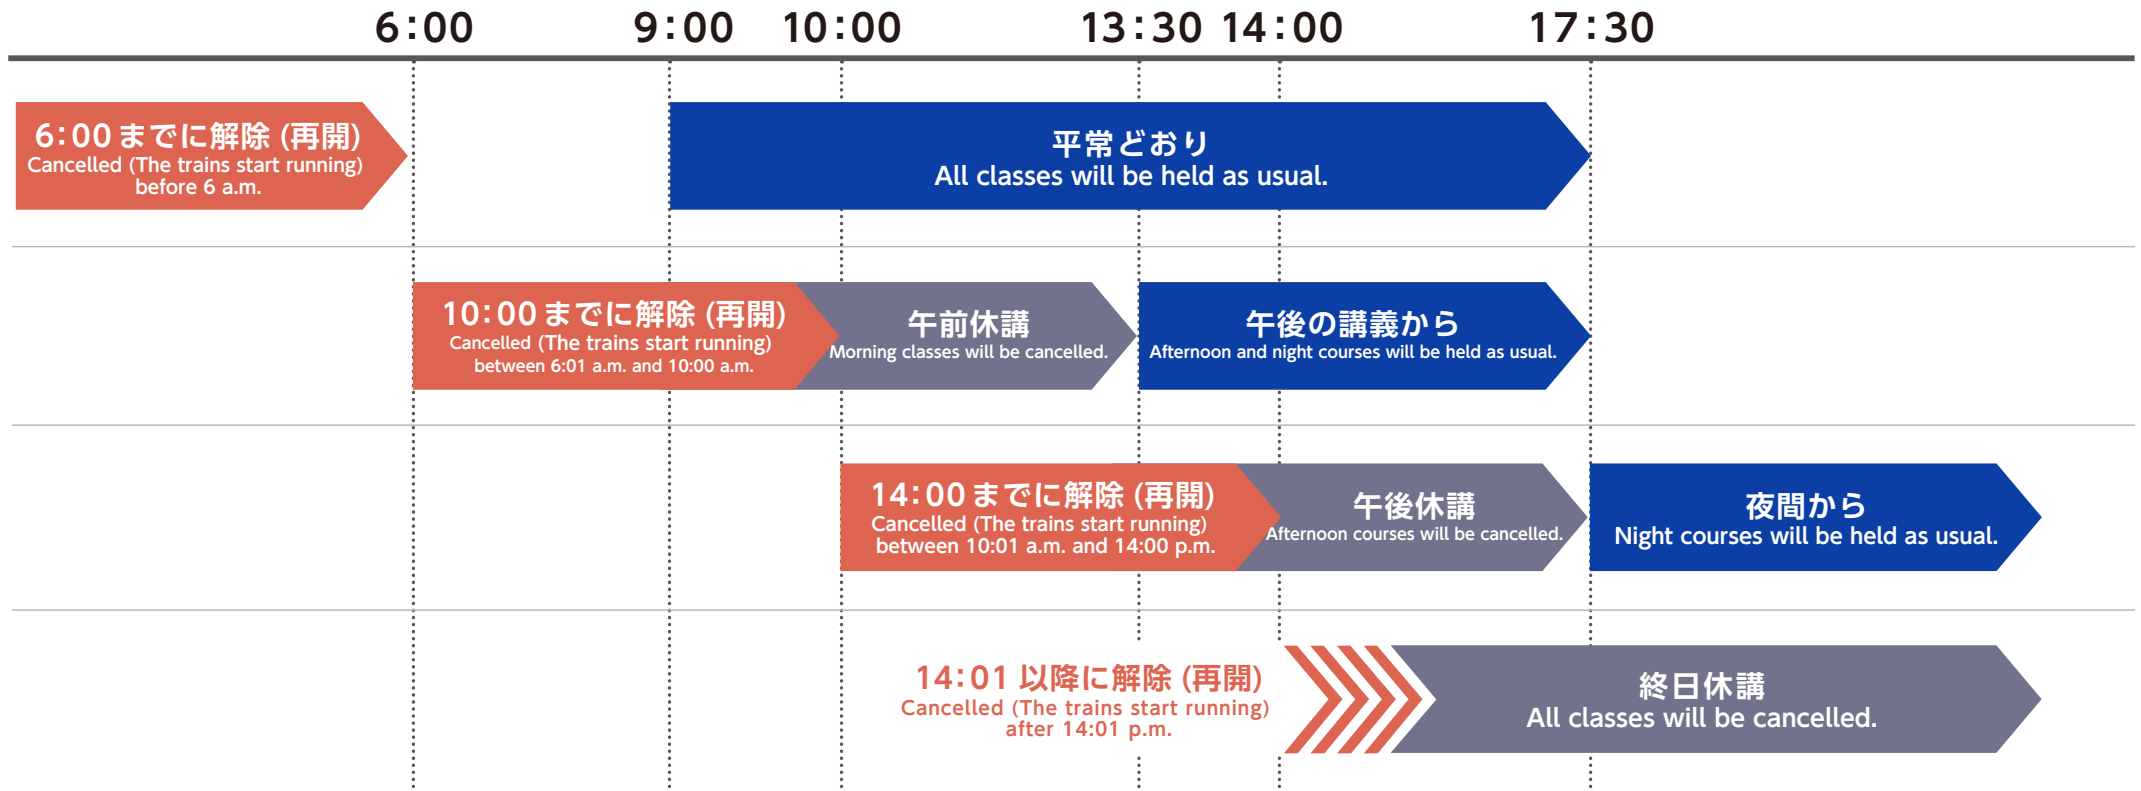 6:00 9:00 10:00 13:30 14:00 17:30
6:00 までに解除 (再開)
Cancelled (The trains start running)
before 6 a.m.
平常どおり
All classes will be held as usual.
10:00 までに解除 (再開)
Cancelled (The trains start running)
between 6:01 a.m. and 10:00 a.m.
午前休講
Morning classes will be cancelled.
午後の講義から
Afternoon and night courses will be held as usual.
14:00 までに解除 (再開)
Cancelled (The trains start running)
between 10:01 a.m. and 14:00 p.m.
午後休講
Afternoon courses will be cancelled.
夜間から
Night courses will be held as usual.
14:01 以降に解除 (再開)
Cancelled (The trains start running)
after 14:01 p.m.
終日休講
All classes will be cancelled.